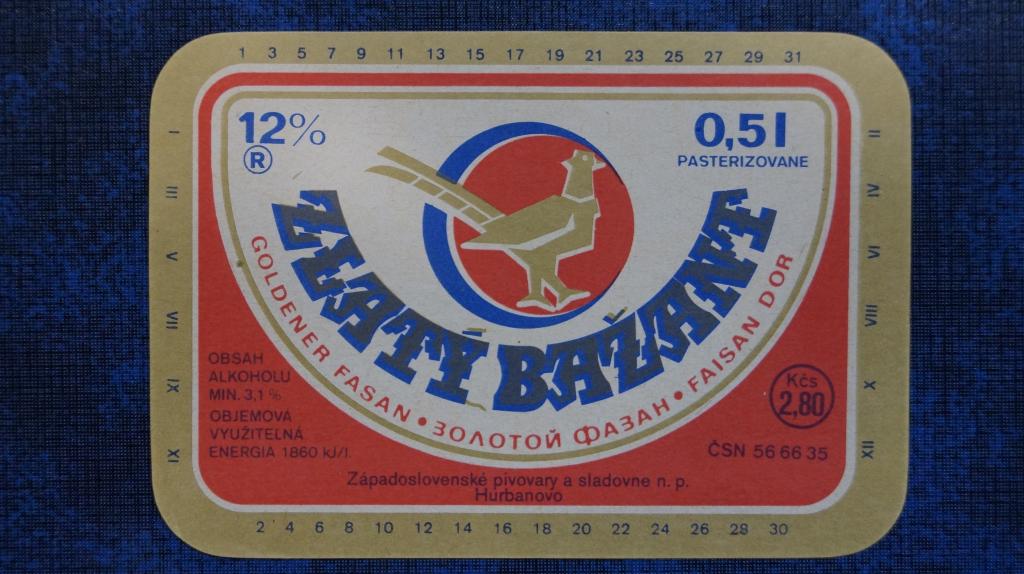 1 3 5 7 9 11 13 15 17 19 21 23 25 27 29 31
12%
®
0,5 l
PASTERIZOVANE
ZLATÝ BAŽANT
GOLDENER FASAN • ЗОЛОТОЙ ФАЗАН • FAISAN DOR
I III V VII IX XI
II IV VI VIII X XII
OBSAH
ALKOHOLU
MIN. 3,1 %
OBJEMOVÁ
VYUŽITEĽNÁ
ENERGIA 1860 kJ/l.
Kčs
2,80
ČSN 56 66 35
Západoslovenské pivovary a sladovne n. p.
Hurbanovo
2 4 6 8 10 12 14 16 18 20 22 24 26 28 30